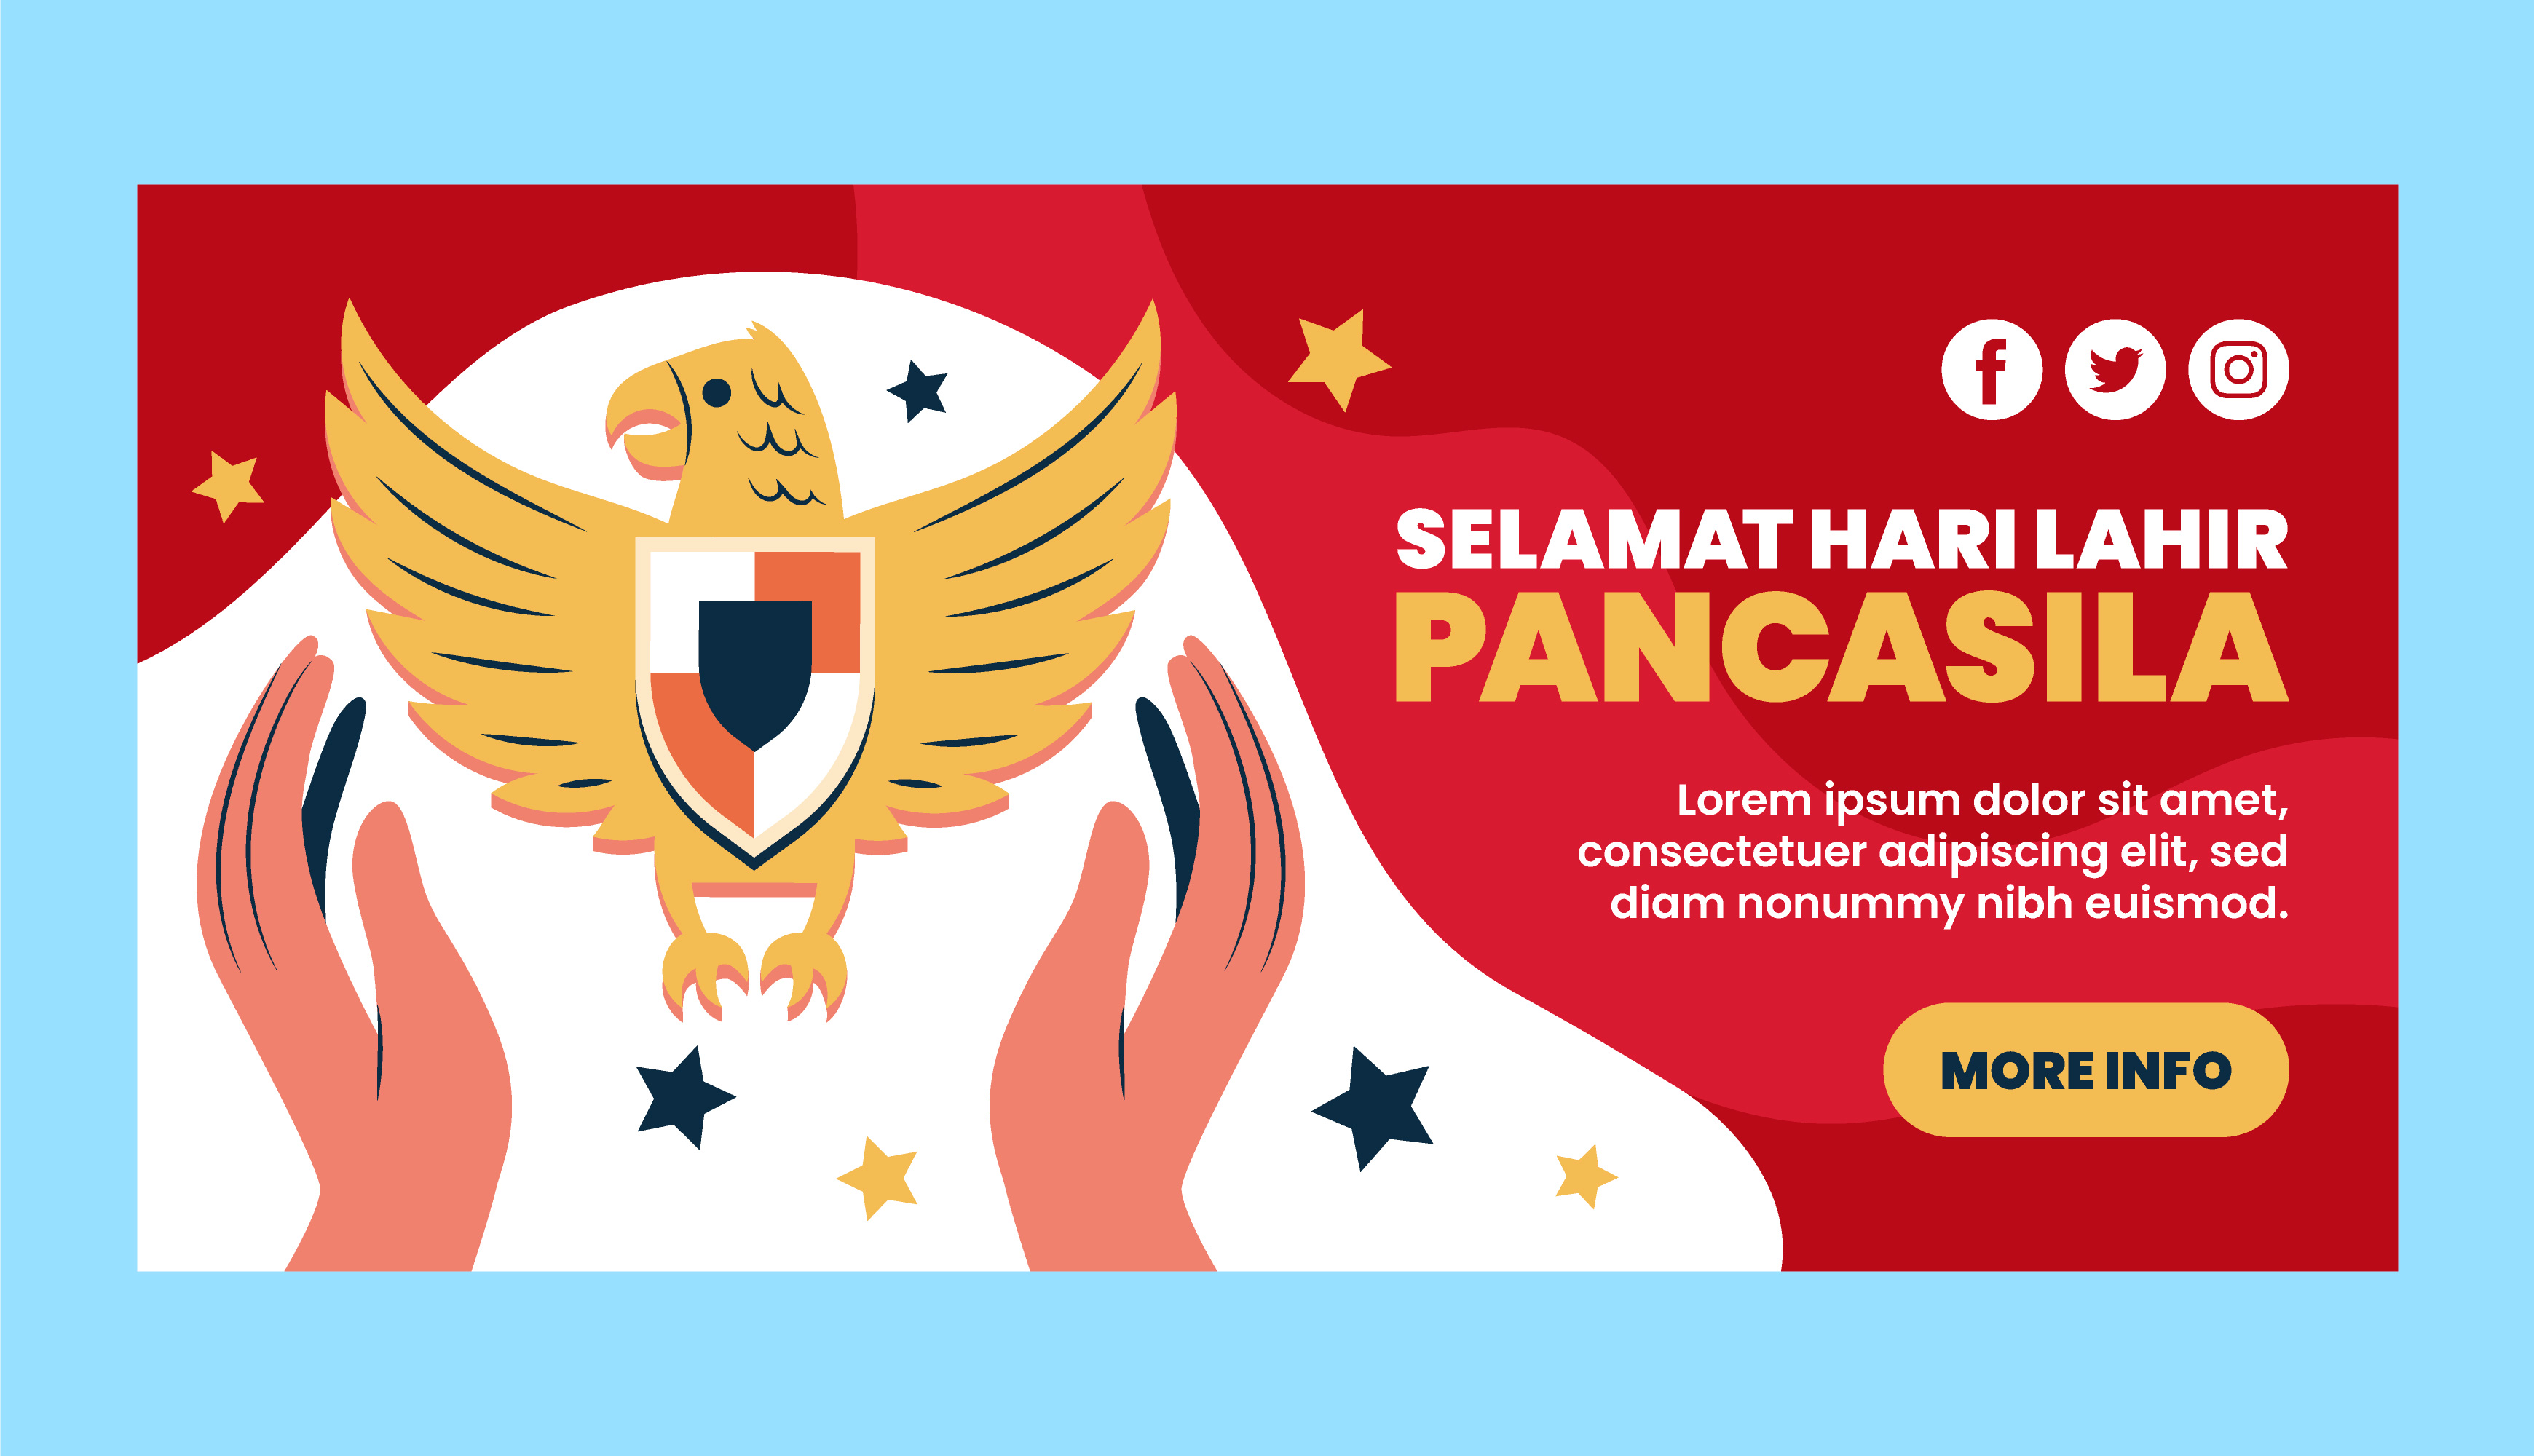 SELAMAT HARI LAHIR
PANCASILA
Lorem ipsum dolor sit amet,
consectetuer adipiscing elit, sed
diam nonummy nibh euismod.
MORE INFO